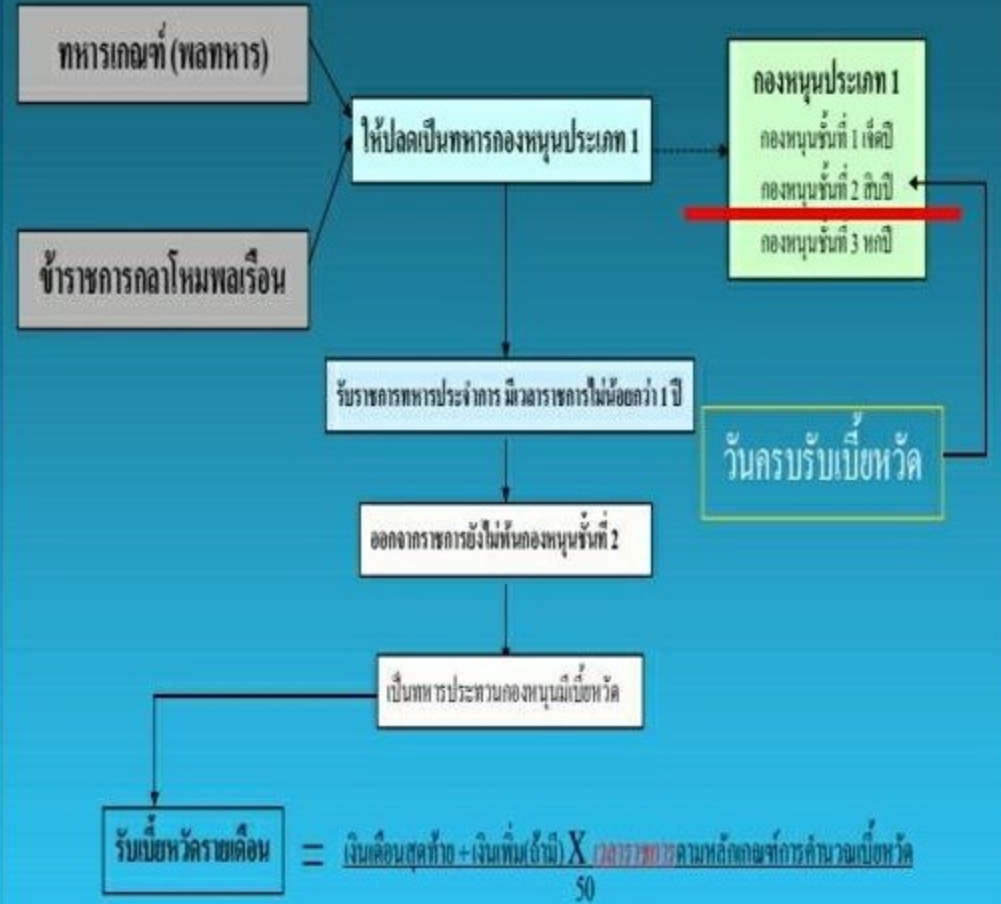 ทหารเกณฑ์ (พลทหาร)
ข้าราชการกลาโหมพลเรือน
ให้ปลดเป็นทหารกองหนุนประเภท 1
กองหนุนประเภท 1
กองหนุนชั้นที่ 1 เจ็ดปี
กองหนุนชั้นที่ 2 สิบปี
กองหนุนชั้นที่ 3 หกปี
รับราชการทหารประจำการ มีเวลาราชการไม่น้อยกว่า 1 ปี
วันครบรับเบี้ยหวัด
ออกจากราชการยังไม่พ้นกองหนุนชั้นที่ 2
เป็นทหารประทวนกองหนุนมีเบี้ยหวัด
รับเบี้ยหวัดรายเดือน = เงินเดือนสุดท้าย + เงินเพิ่ม(ถ้ามี) X เวลาราชการตามหลักเกณฑ์การคำนวณเบี้ยหวัด
50